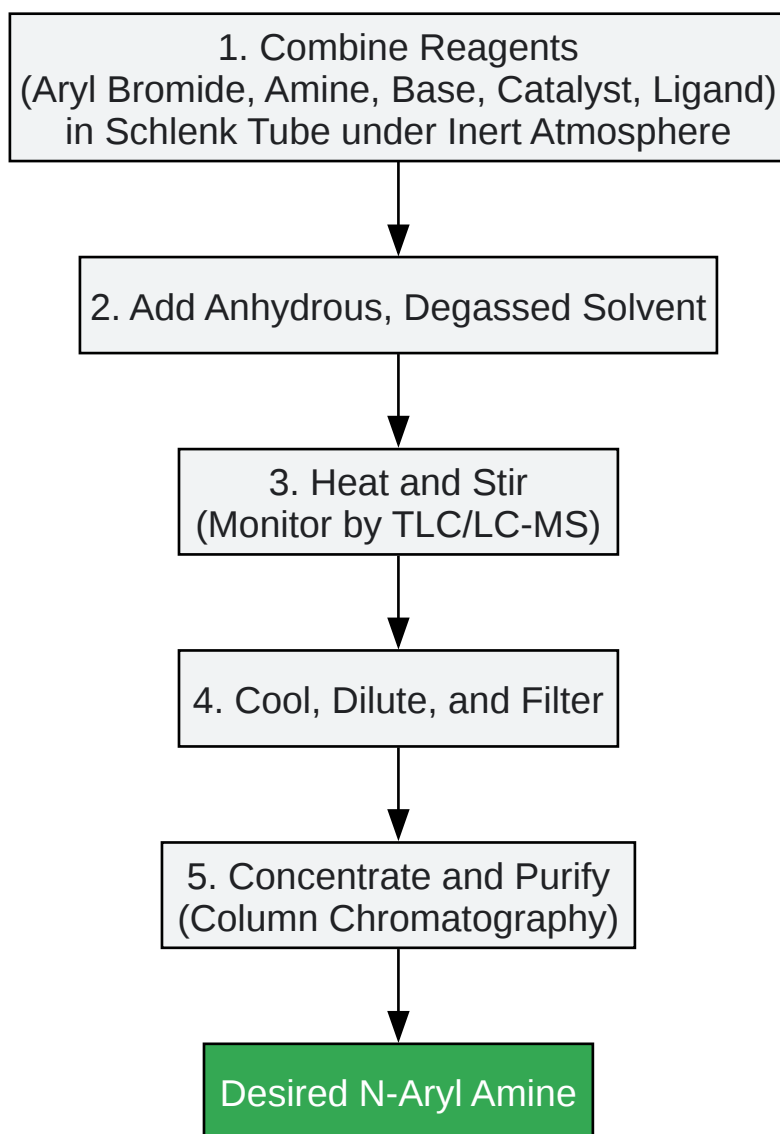 1. Combine Reagents
(Aryl Bromide, Amine, Base, Catalyst, Ligand)
in Schlenk Tube under Inert Atmosphere
2. Add Anhydrous, Degassed Solvent
3. Heat and Stir
(Monitor by TLC/LC-MS)
4. Cool, Dilute, and Filter
5. Concentrate and Purify
(Column Chromatography)
Desired N-Aryl Amine